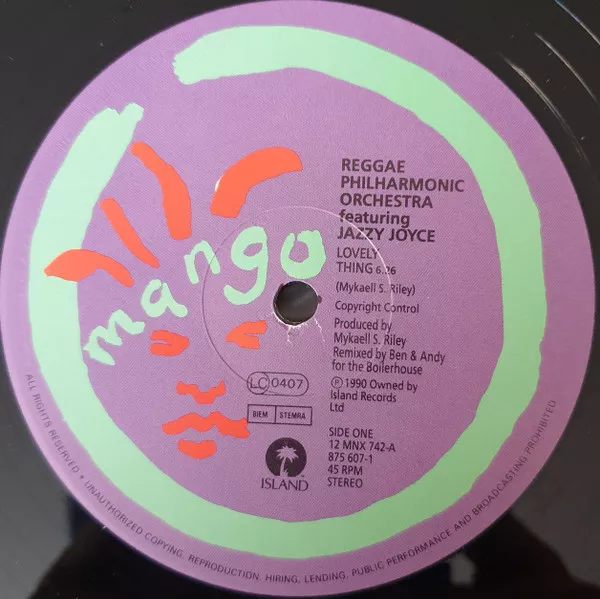 mango
REGGAE
PHILHARMONIC
ORCHESTRA
featuring
JAZZY JOYCE
LOVELY
THING 6.26
(Mykaell S. Riley)
Copyright Control
Produced by
Mykaell S. Riley
Remixed by Ben & Andy
for the Boilerhouse
LC 0407
℗ 1990 Owned by
Island Records
Ltd
BIEM STEMRA
SIDE ONE
12 MNX 742-A
875 607-1
45 RPM
STEREO
ISLAND
ALL RIGHTS RESERVED • UNAUTHORIZED COPYING, REPRODUCTION, HIRING, LENDING, PUBLIC PERFORMANCE AND BROADCASTING PROHIBITED